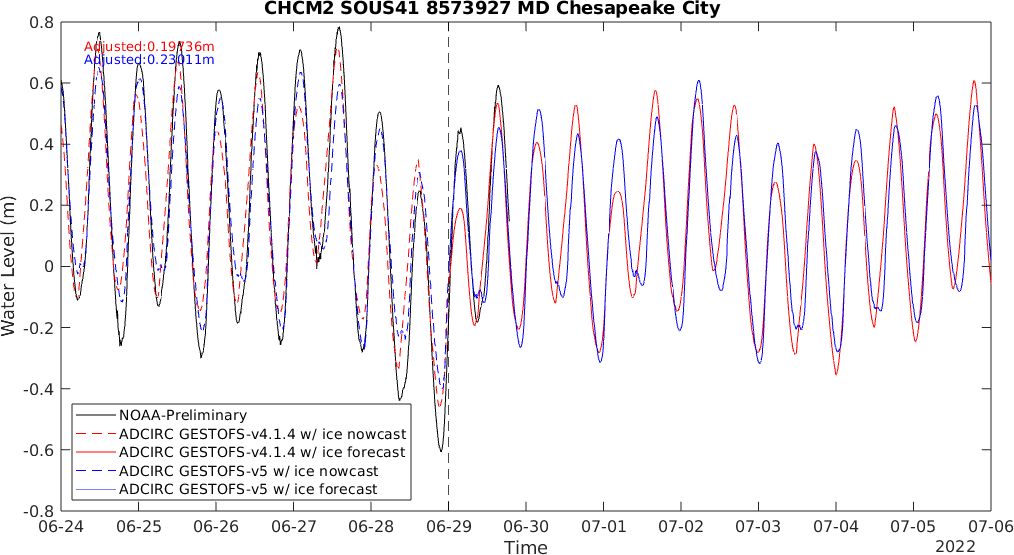 CHCM2 SOUS41 8573927 MD Chesapeake City
Adjusted:0.19736m
Adjusted:0.23011m
Water Level (m)
0.8
0.6
0.4
0.2
0
-0.2
-0.4
-0.6
-0.8
NOAA-Preliminary
ADCIRC GESTOFS-v4.1.4 w/ ice nowcast
ADCIRC GESTOFS-v4.1.4 w/ ice forecast
ADCIRC GESTOFS-v5 w/ ice nowcast
ADCIRC GESTOFS-v5 w/ ice forecast
06-24 06-25 06-26 06-27 06-28 06-29 06-30 07-01 07-02 07-03 07-04 07-05 07-06
Time
2022